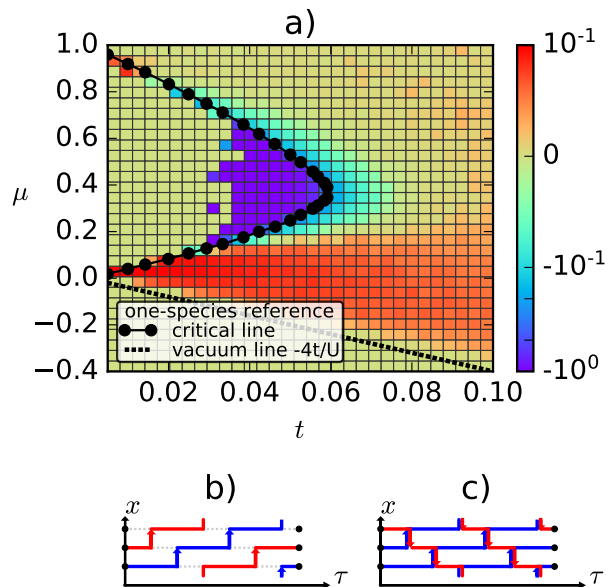 a)
1.0
0.8
0.6
0.4
0.2
0.0
−0.2
−0.4
μ
one-species reference
critical line
vacuum line -4t/U
0.02
0.04
0.06
0.08
0.10
t
10⁻¹
0
-10⁻¹
-10⁰
b)
x
τ
c)
x
τ